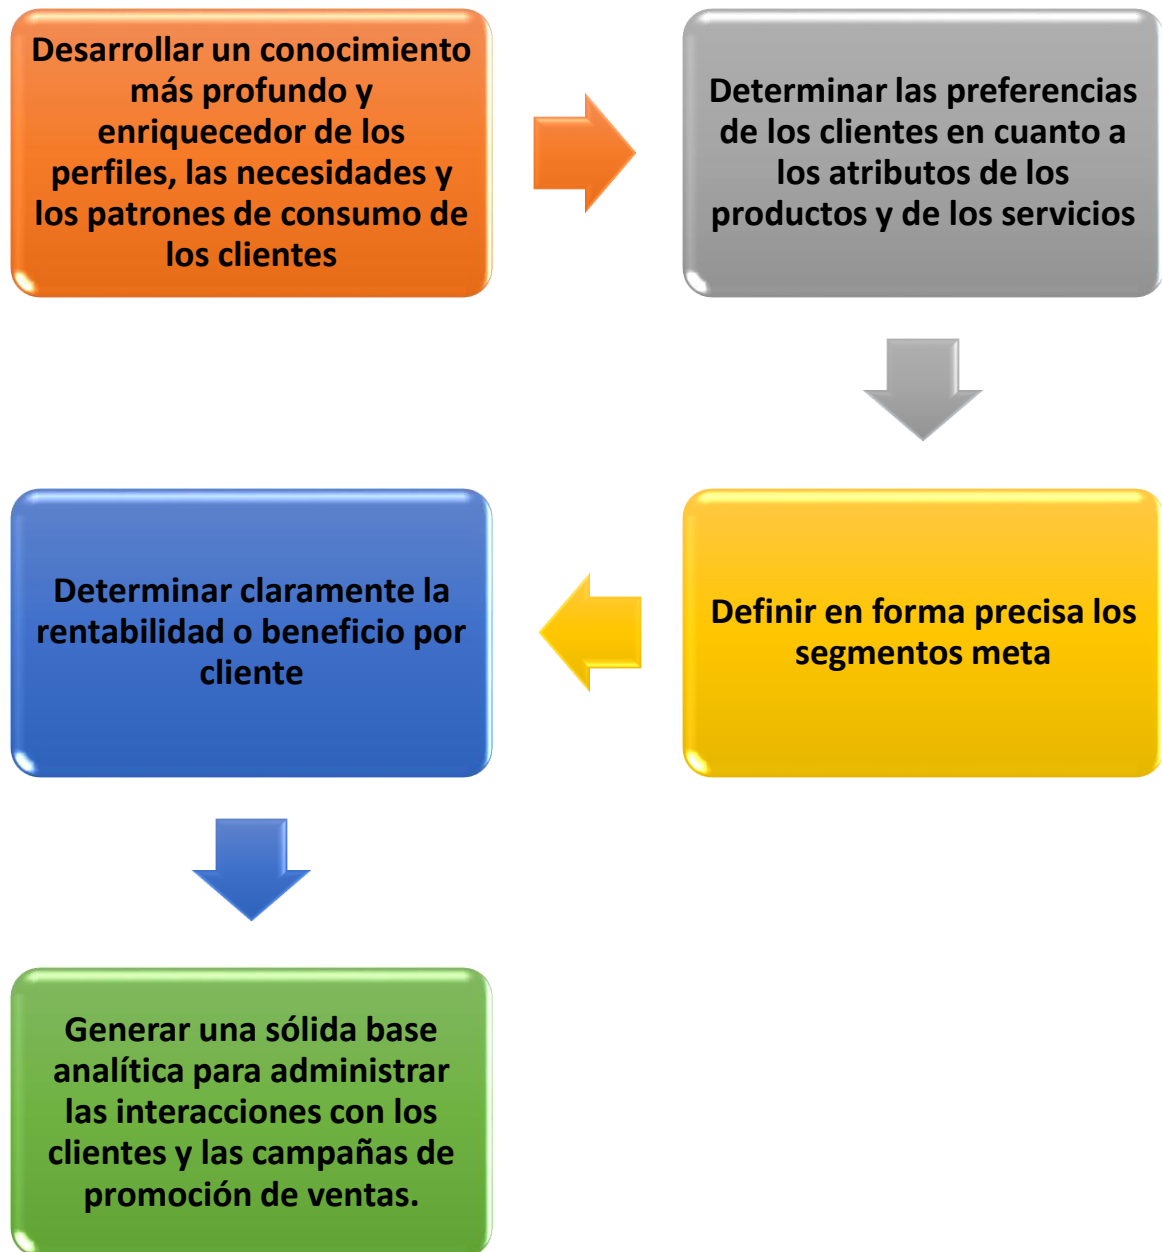 Desarrollar un conocimiento
más profundo y
enriquecedor de los
perfiles, las necesidades y
los patrones de consumo de
los clientes
Determinar las preferencias
de los clientes en cuanto a
los atributos de los
productos y de los servicios
Definir en forma precisa los
segmentos meta
Determinar claramente la
rentabilidad o beneficio por
cliente
Generar una sólida base
analítica para administrar
las interacciones con los
clientes y las campañas de
promoción de ventas.